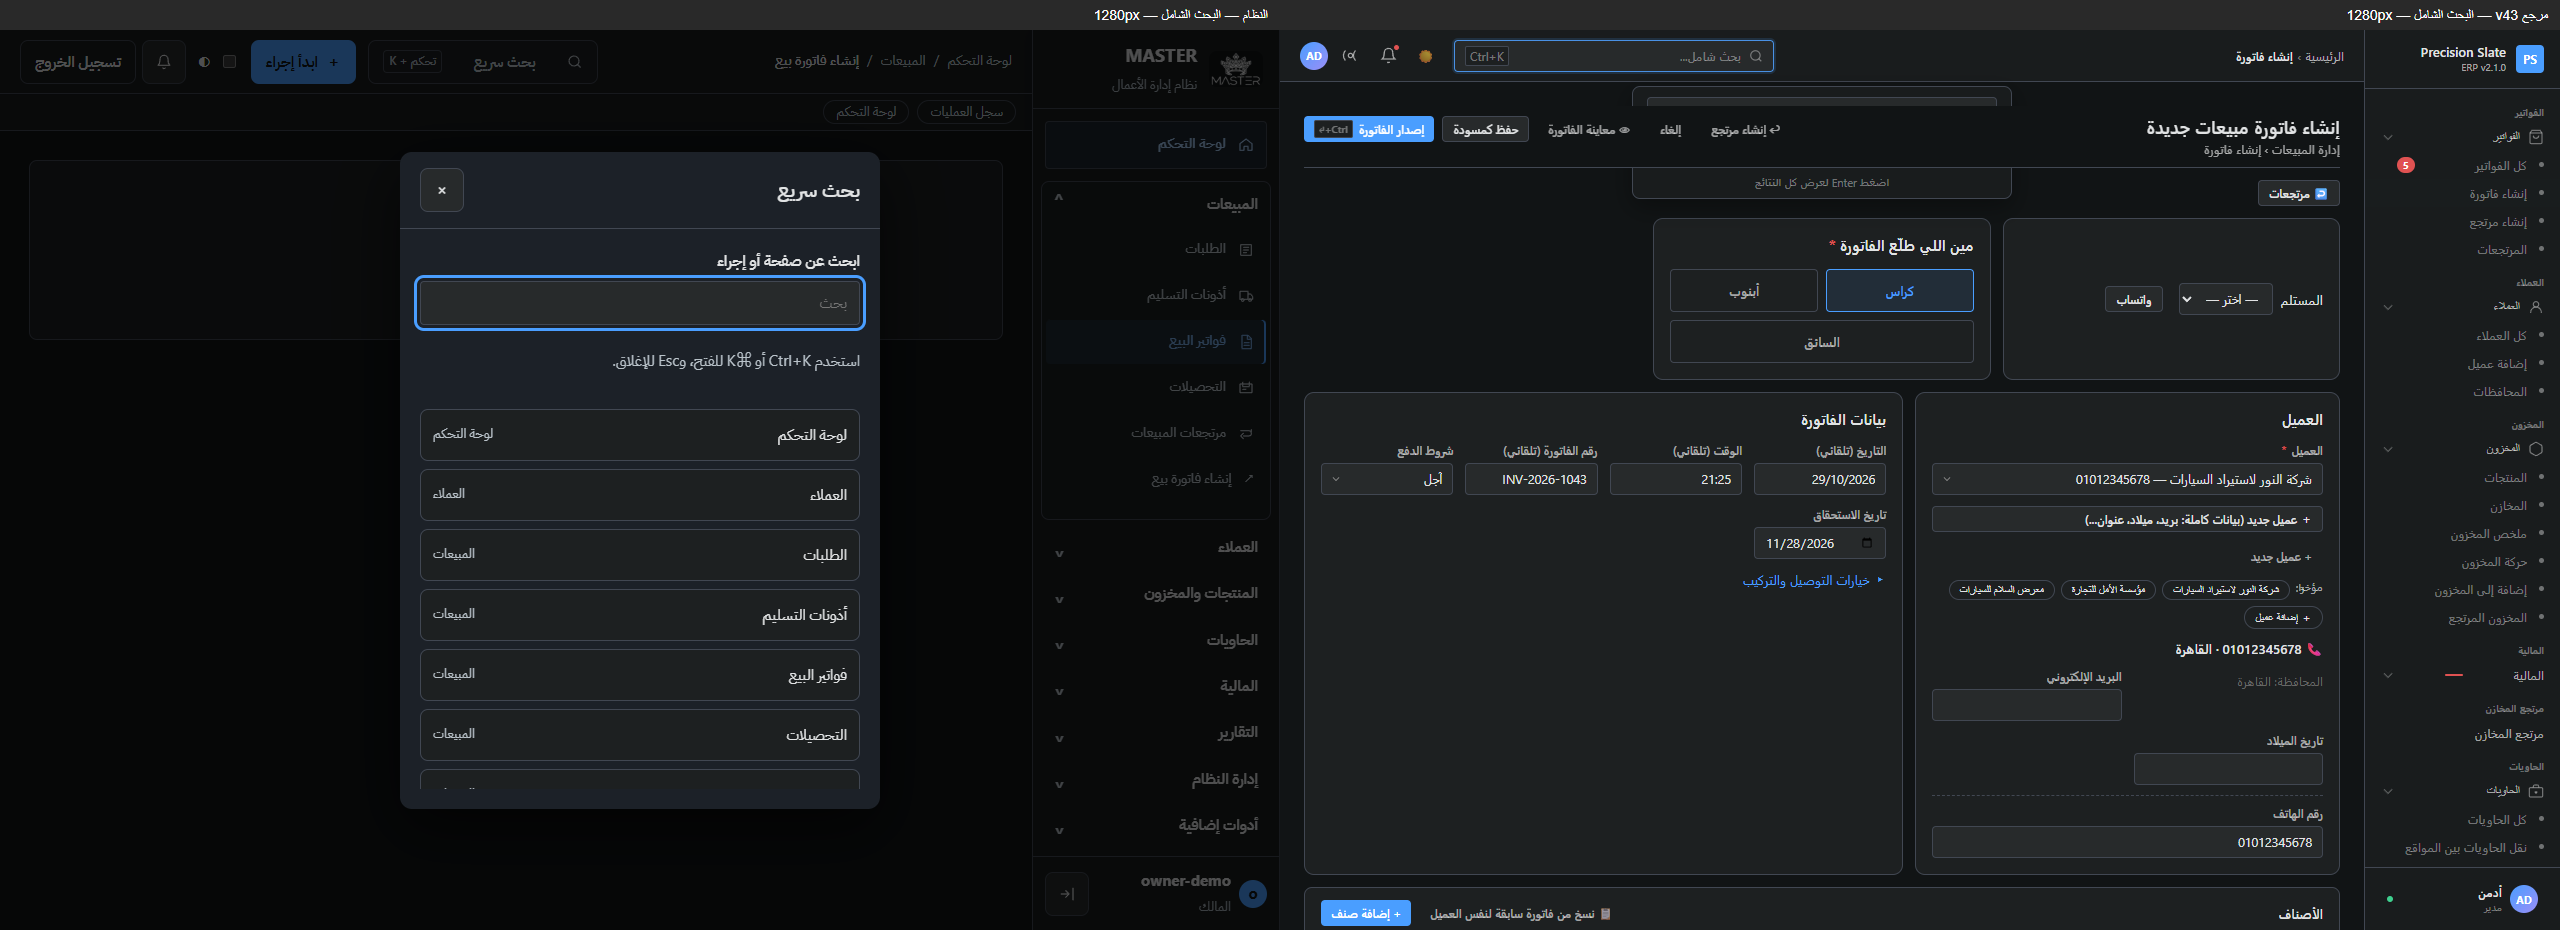 مرجع v43 — البحث الشامل — 1280px
PS
Precision Slate
ERP v2.1.0
الفواتير
الفواتير
كل الفواتير
5
إنشاء فاتورة
إنشاء مرتجع
المرتجعات
العملاء
العملاء
كل العملاء
إضافة عميل
المحافظات
المخزون
المخزون
المنتجات
المخازن
ملخص المخزون
حركة المخزون
إضافة إلى المخزون
المخزون المرتجع
المالية
المالية
مرتجع المخازن
مرتجع المخازن
الحاويات
الحاويات
كل الحاويات
نقل الحاويات بين المواقع
AD
أدمن
مدير
الرئيسية › إنشاء فاتورة
بحث شامل...
Ctrl+K
AD
إنشاء فاتورة مبيعات جديدة
إدارة المبيعات › إنشاء فاتورة
↩ إنشاء مرتجع
إلغاء
معاينة الفاتورة
حفظ كمسودة
إصدار الفاتورة
Ctrl+↵
اضغط Enter لعرض كل النتائج
مرتجعات
المستلم
— اختر —
واتساب
مين اللي طلّع الفاتورة *
كراس
أبنوب
السائق
العميل
العميل *
شركة النور لاستيراد السيارات — 01012345678
+ عميل جديد (بيانات كاملة: بريد، ميلاد، عنوان...)
+ عميل جديد
مؤخرًا:
شركة النور لاستيراد السيارات
مؤسسة الأمل للتجارة
معرض السلام للسيارات
+ إضافة عميل
01012345678 · القاهرة
المحافظة: القاهرة
البريد الإلكتروني
تاريخ الميلاد
رقم الهاتف
01012345678
بيانات الفاتورة
التاريخ (تلقائي)
الوقت (تلقائي)
رقم الفاتورة (تلقائي)
شروط الدفع
29/10/2026
21:25
INV-2026-1043
آجل
تاريخ الاستحقاق
11/28/2026
خيارات التوصيل والتركيب
الأصناف
نسخ من فاتورة سابقة لنفس العميل
+ إضافة صنف
النظام — البحث الشامل — 1280px
MASTER
MASTER
نظام إدارة الأعمال
لوحة التحكم
المبيعات
الطلبات
أذونات التسليم
فواتير البيع
التحصيلات
مرتجعات المبيعات
إنشاء فاتورة بيع
العملاء
المنتجات والمخزون
الحاويات
المالية
التقارير
إدارة النظام
أدوات إضافية
o
owner-demo
المالك
لوحة التحكم / المبيعات / إنشاء فاتورة بيع
بحث سريع
تحكم + K
+ ابدأ إجراء
تسجيل الخروج
سجل العمليات
لوحة التحكم
بحث سريع
×
ابحث عن صفحة أو إجراء
بحث
استخدم Ctrl+K أو ⌘K للفتح، وEsc للإغلاق.
لوحة التحكم
لوحة التحكم
العملاء
العملاء
الطلبات
المبيعات
أذونات التسليم
المبيعات
فواتير البيع
المبيعات
التحصيلات
المبيعات